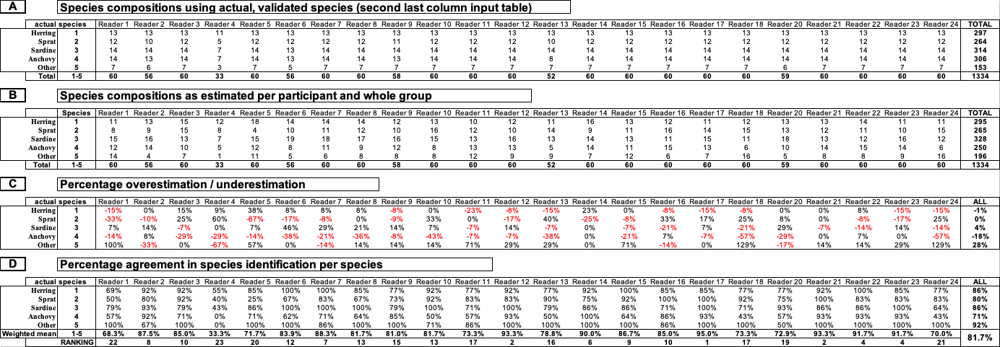 A Species compositions using actual, validated species (second last column input table)
actual species Reader 1 Reader 2 Reader 3 Reader 4 Reader 5 Reader 6 Reader 7 Reader 8 Reader 9 Reader 10 Reader 11 Reader 12 Reader 13 Reader 14 Reader 15 Reader 16 Reader 17 Reader 18 Reader 20 Reader 21 Reader 22 Reader 23 Reader 24 TOTAL
Herring 1 13 13 13 11 13 13 13 13 13 13 13 13 13 13 13 13 13 13 13 13 13 13 13 297
Sprat 2 12 10 12 5 12 12 12 12 11 12 12 12 10 12 12 12 12 12 12 12 12 12 12 264
Sardine 3 14 14 14 7 14 13 14 14 14 14 14 14 14 14 14 14 14 14 14 14 14 14 14 314
Anchovy 4 14 13 14 7 14 13 14 14 13 14 14 14 8 14 14 14 14 14 14 14 14 14 14 306
Other 5 7 6 7 3 7 5 7 7 7 7 7 7 7 7 7 7 7 7 6 7 7 7 7 153
Total 1-5 60 56 60 33 60 56 60 60 58 60 60 60 52 60 60 60 60 60 59 60 60 60 60 1334
B Species compositions as estimated per participant and whole group
Species Reader 1 Reader 2 Reader 3 Reader 4 Reader 5 Reader 6 Reader 7 Reader 8 Reader 9 Reader 10 Reader 11 Reader 12 Reader 13 Reader 14 Reader 15 Reader 16 Reader 17 Reader 18 Reader 20 Reader 21 Reader 22 Reader 23 Reader 24 TOTAL
Herring 1 11 13 15 12 18 14 14 14 12 13 10 12 11 16 13 12 11 12 13 13 14 11 11 295
Sprat 2 8 9 15 8 4 10 11 12 10 16 12 10 14 9 11 16 14 15 13 12 11 10 15 265
Sardine 3 15 16 13 7 15 19 18 17 16 15 13 16 13 14 13 11 15 11 18 13 12 16 12 328
Anchovy 4 12 14 10 5 12 8 11 9 12 8 13 13 5 14 11 15 13 6 10 14 15 14 6 250
Other 5 14 4 7 1 11 5 6 8 8 8 12 9 9 7 12 6 7 16 5 8 8 9 16 196
Total 1-5 60 56 60 33 60 56 60 60 58 60 60 60 52 60 60 60 60 60 59 60 60 60 60 1334
C Percentage overestimation / underestimation
actual species Reader 1 Reader 2 Reader 3 Reader 4 Reader 5 Reader 6 Reader 7 Reader 8 Reader 9 Reader 10 Reader 11 Reader 12 Reader 13 Reader 14 Reader 15 Reader 16 Reader 17 Reader 18 Reader 20 Reader 21 Reader 22 Reader 23 Reader 24 ALL
Herring 1 -15% 0% 15% 9% 38% 8% 8% 8% -8% 0% -23% -8% -15% 23% 0% -8% -15% -8% 0% 0% 8% -15% -15% -1%
Sprat 2 -33% -10% 25% 60% -67% -17% -8% 0% -9% 33% 0% -17% 40% -25% -8% 33% 17% 25% 8% 0% -8% -17% 25% 0%
Sardine 3 7% 14% -7% 0% 7% 46% 29% 21% 14% 7% -7% 14% -7% 0% -7% -21% 7% -21% 29% -7% -14% 14% -14% 4%
Anchovy 4 -14% 8% -29% -29% -14% -38% -21% -36% -8% -43% -7% -7% -38% 0% -21% 7% -7% -57% -29% 0% 7% 0% -57% -18%
Other 5 100% -33% 0% -67% 57% 0% -14% 14% 14% 14% 71% 29% 29% 0% 71% -14% 0% 129% -17% 14% 14% 29% 129% 28%
D Percentage agreement in species identification per species
actual species Reader 1 Reader 2 Reader 3 Reader 4 Reader 5 Reader 6 Reader 7 Reader 8 Reader 9 Reader 10 Reader 11 Reader 12 Reader 13 Reader 14 Reader 15 Reader 16 Reader 17 Reader 18 Reader 20 Reader 21 Reader 22 Reader 23 Reader 24 ALL
Herring 1 69% 92% 92% 55% 85% 100% 100% 85% 77% 92% 77% 92% 77% 92% 100% 85% 85% 77% 77% 92% 100% 85% 77% 86%
Sprat 2 50% 80% 92% 40% 25% 67% 83% 67% 73% 92% 83% 83% 90% 75% 92% 100% 100% 92% 75% 100% 83% 83% 83% 80%
Sardine 3 79% 93% 79% 43% 86% 100% 100% 100% 79% 100% 71% 100% 79% 86% 86% 71% 100% 71% 93% 86% 86% 100% 64% 86%
Anchovy 4 57% 92% 71% 0% 71% 62% 71% 64% 85% 50% 57% 93% 50% 100% 64% 86% 93% 43% 57% 93% 93% 93% 43% 71%
Other 5 100% 67% 100% 0% 100% 100% 86% 100% 100% 71% 86% 100% 100% 100% 100% 86% 100% 100% 50% 100% 100% 100% 100% 92%
Weighted mean 1-5 68.3% 87.5% 85.0% 33.3% 71.7% 83.9% 88.3% 81.7% 81.0% 81.7% 73.3% 93.3% 78.8% 90.0% 86.7% 85.0% 95.0% 73.3% 72.9% 93.3% 91.7% 91.7% 70.0% 81.7%
RANKING 22 8 10 23 20 12 7 13 15 13 17 2 16 6 9 10 1 17 19 2 4 4 21